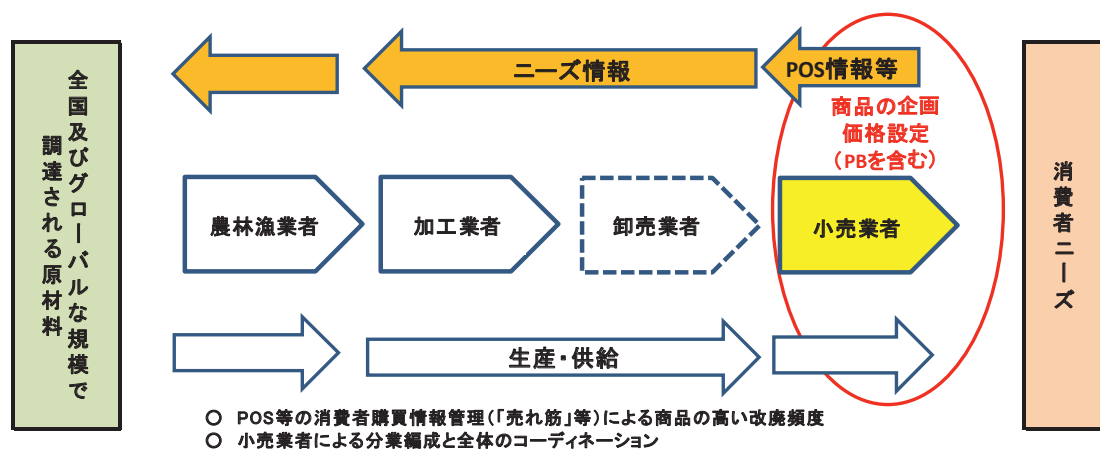 全国及びグローバルな規模で
調達される原材料
ニーズ情報
POS情報等
商品の企画
価格設定
（PBを含む）
農林漁業者
加工業者
卸売業者
小売業者
生産・供給
消費者ニーズ
○ POS等の消費者購買情報管理（「売れ筋」等）による商品の高い改廃頻度
○ 小売業者による分業編成と全体のコーディネーション